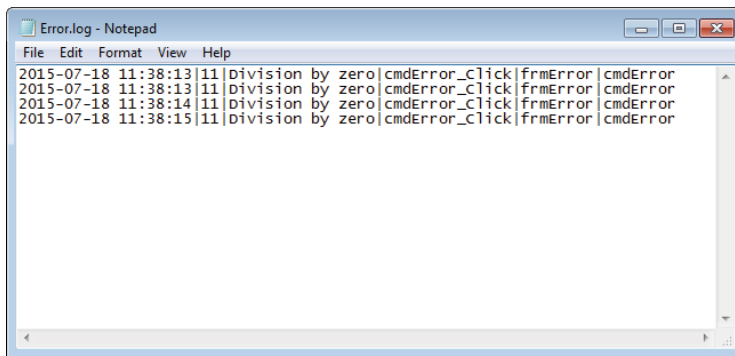 Error.log - Notepad
File Edit Format View Help
2015-07-18 11:38:13|11|Division by zero|cmdError_Click|frmError|cmdError
2015-07-18 11:38:13|11|Division by zero|cmdError_Click|frmError|cmdError
2015-07-18 11:38:14|11|Division by zero|cmdError_Click|frmError|cmdError
2015-07-18 11:38:15|11|Division by zero|cmdError_Click|frmError|cmdError